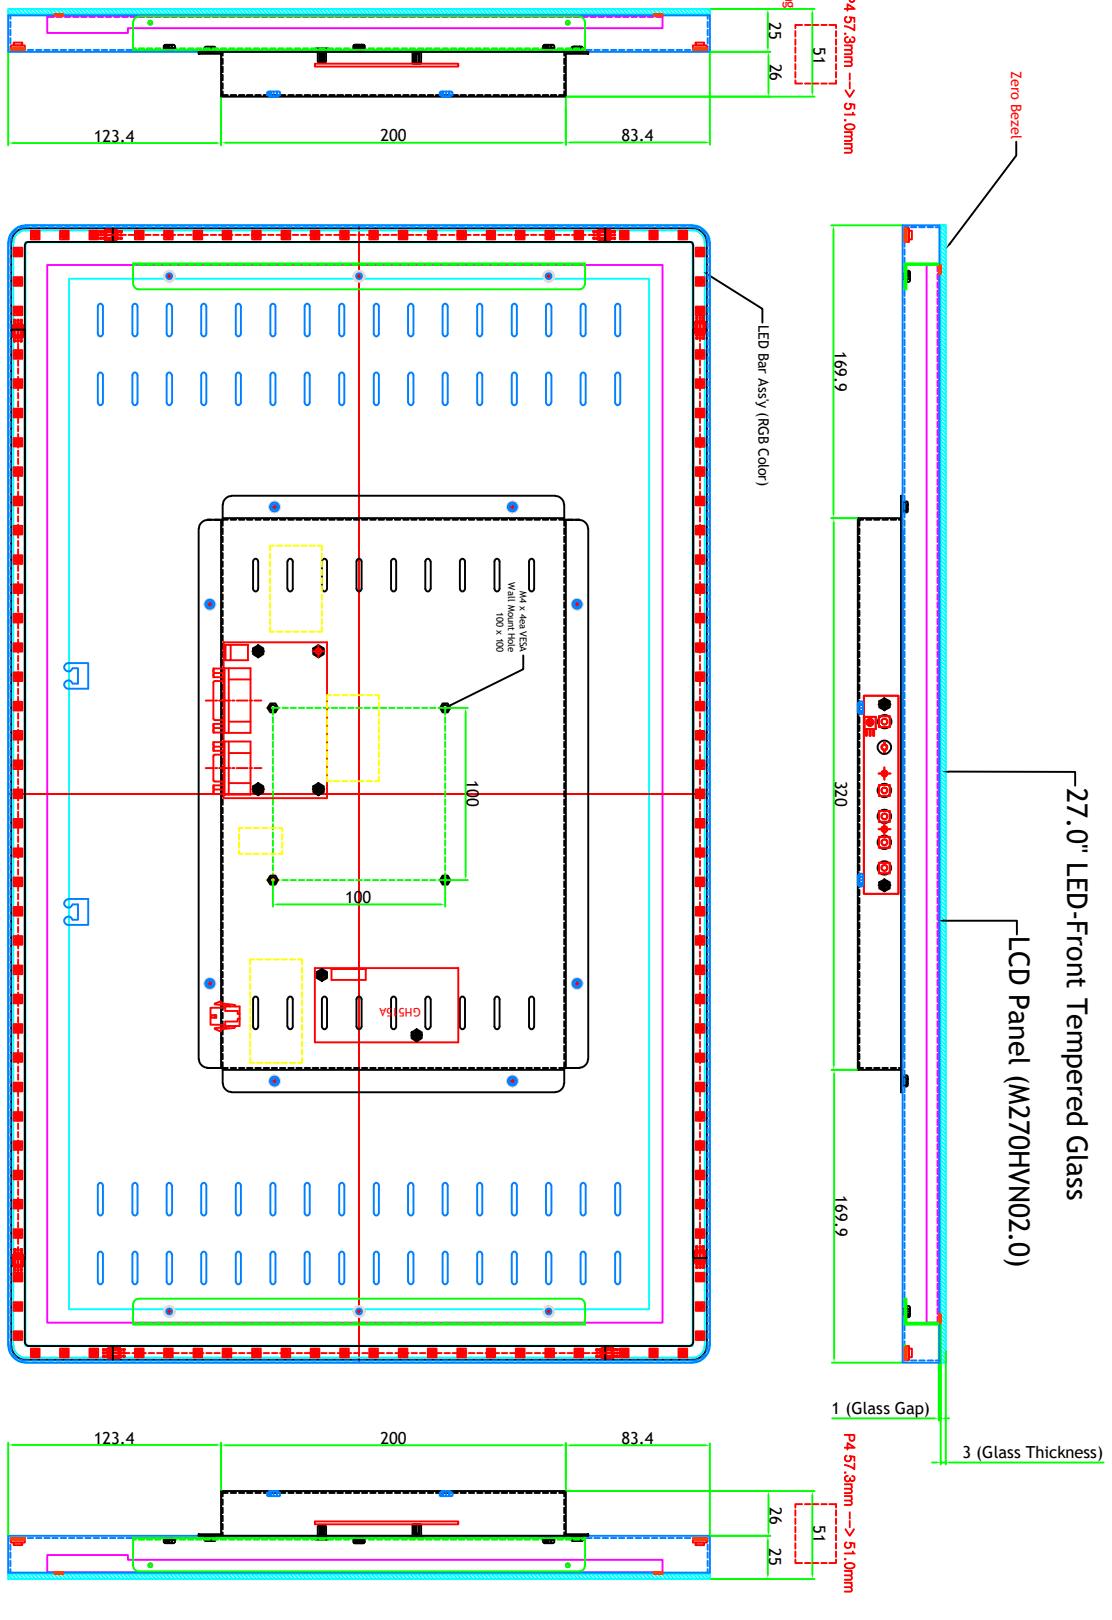 P4 57.3mm ---> 51.0mm
ng
25
26
51
123.4
200
83.4
Zero Bezel
LED Bar Ass'y (RGB Color)
169.9
320
169.9
27.0" LED-Front Tempered Glass
LCD Panel (M270HVN02.0)
M4 x 4ea VESA
Wall Mount Hole
100 x 100
100
100
GH516A
1 (Glass Gap)
3 (Glass Thickness)
123.4
200
83.4
P4 57.3mm ---> 51.0mm
26
25
51